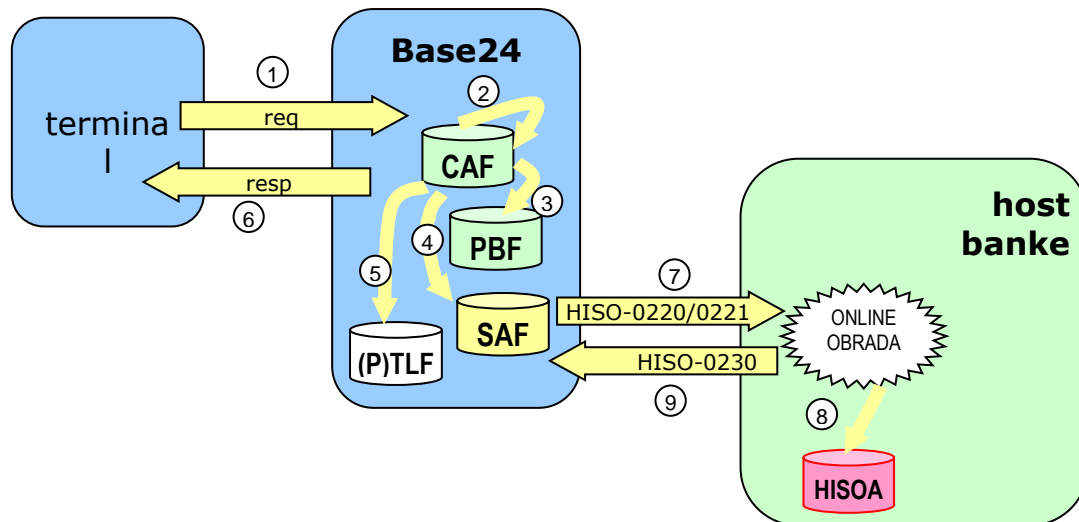 Base24
1
2
termina
l
req
CAF
resp
6
3
host
banke
PBF
4
5
7
SAF
HISO-0220/0221
ONLINE
OBRADA
(P)TLF
HISO-0230
9
8
HISOA